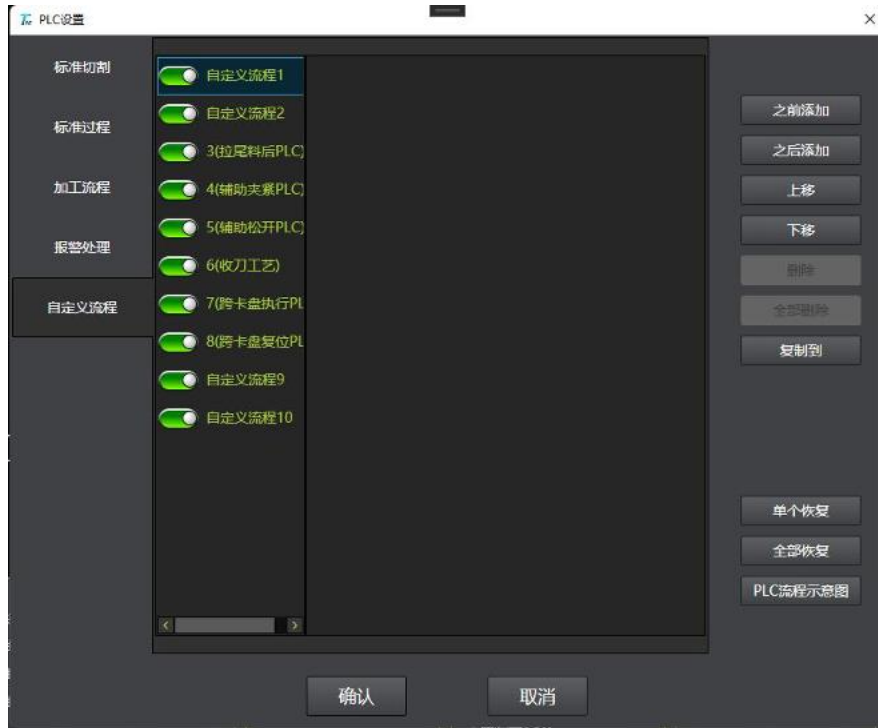 PLC设置
标准切割
标准过程
加工流程
报警处理
自定义流程
自定义流程1
自定义流程2
3(拉尾料后PLC)
4(辅助夹紧PLC)
5(辅助松开PLC)
6(收刀工艺)
7(跨卡盘执行PL
8(跨卡盘复位PL
自定义流程9
自定义流程10
之前添加
之后添加
上移
下移
删除
全部删除
复制到
单个恢复
全部恢复
PLC流程示意图
确认
取消